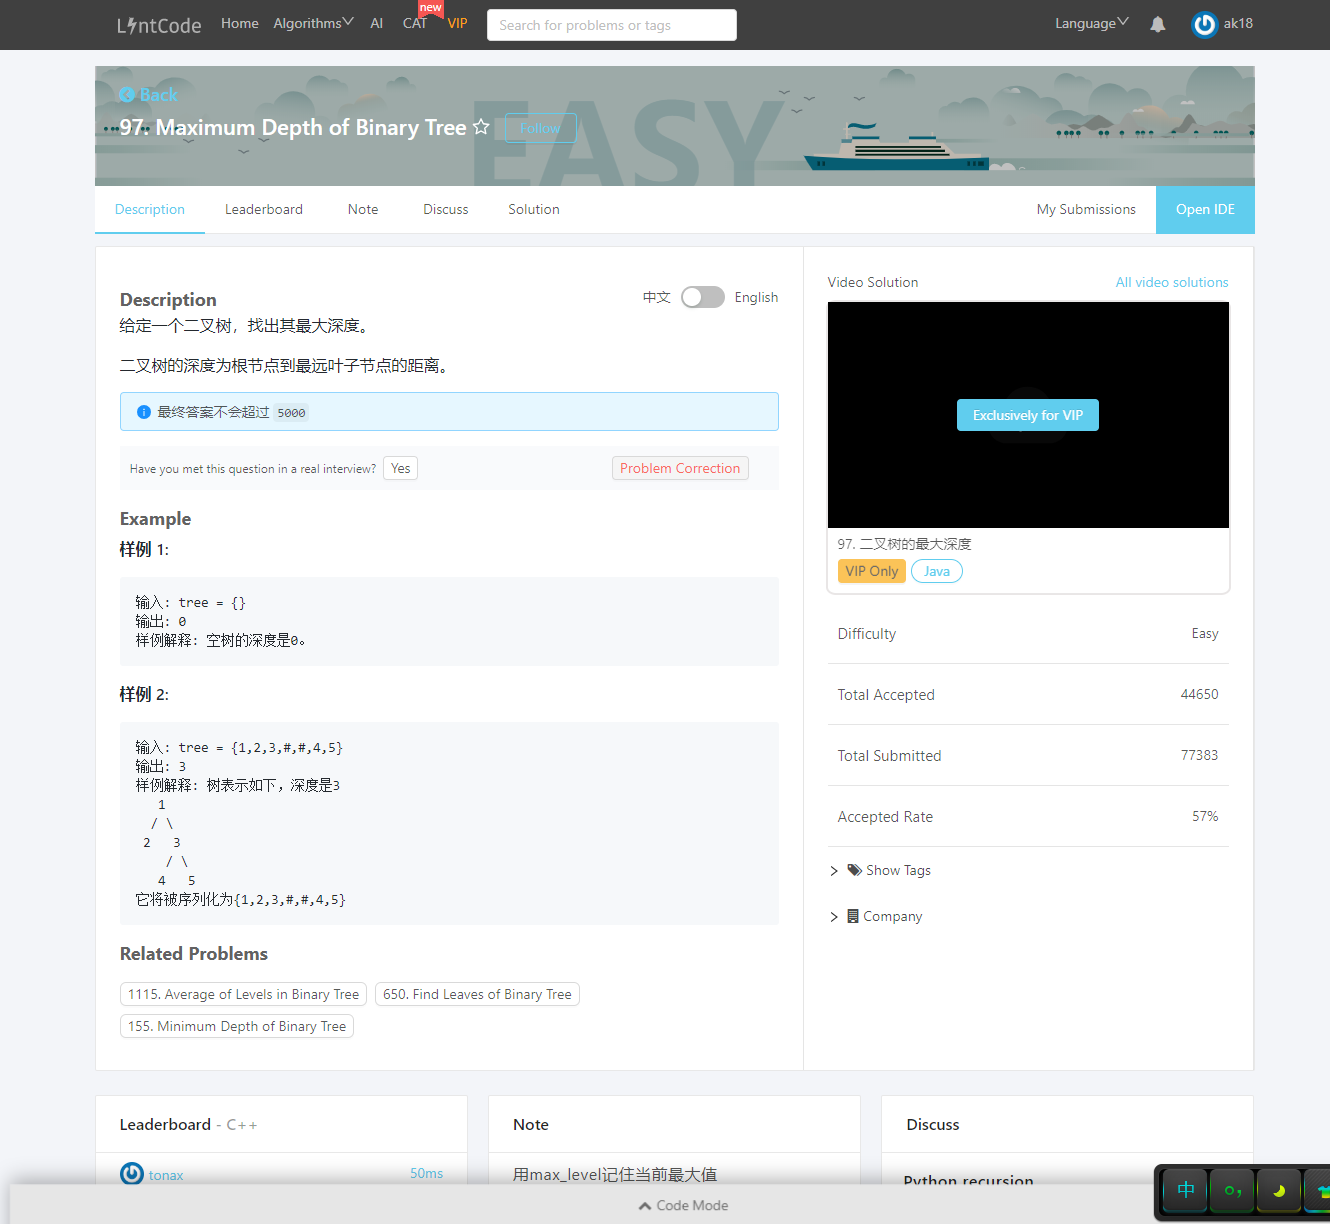 LintCode Home Algorithms AI CAT new VIP Search for problems or tags Language ak18
Back
EASY
97. Maximum Depth of Binary Tree Follow
Description Leaderboard Note Discuss Solution My Submissions Open IDE
Description 中文 English
给定一个二叉树，找出其最大深度。
二叉树的深度为根节点到最远叶子节点的距离。
最终答案不会超过 5000
Have you met this question in a real interview? Yes Problem Correction
Example
样例 1:
输入: tree = {}
输出: 0
样例解释: 空树的深度是0。
样例 2:
输入: tree = {1,2,3,#,#,4,5}
输出: 3
样例解释: 树表示如下，深度是3
1
/ \
2 3
/ \
4 5
它将被序列化为{1,2,3,#,#,4,5}
Related Problems
1115. Average of Levels in Binary Tree 650. Find Leaves of Binary Tree
155. Minimum Depth of Binary Tree
Video Solution All video solutions
Exclusively for VIP
97. 二叉树的最大深度
VIP Only Java
Difficulty Easy
Total Accepted 44650
Total Submitted 77383
Accepted Rate 57%
Show Tags
Company
Leaderboard - C++
tonax 50ms
Note
用max_level记住当前最大值
Discuss
Python recursion
Code Mode
中 o,